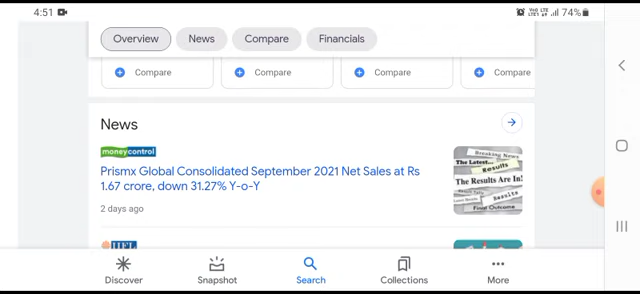 4:51
74%
Overview
News
Compare
Financials
Compare
Compare
Compare
Compare
News
moneycontrol
Prismx Global Consolidated September 2021 Net Sales at Rs
1.67 crore, down 31.27% Y-o-Y
2 days ago
Breaking News
The Latest...
Results
The Results Are In!
Results
Final Outcome
IIFL
Discover
Snapshot
Search
Collections
More